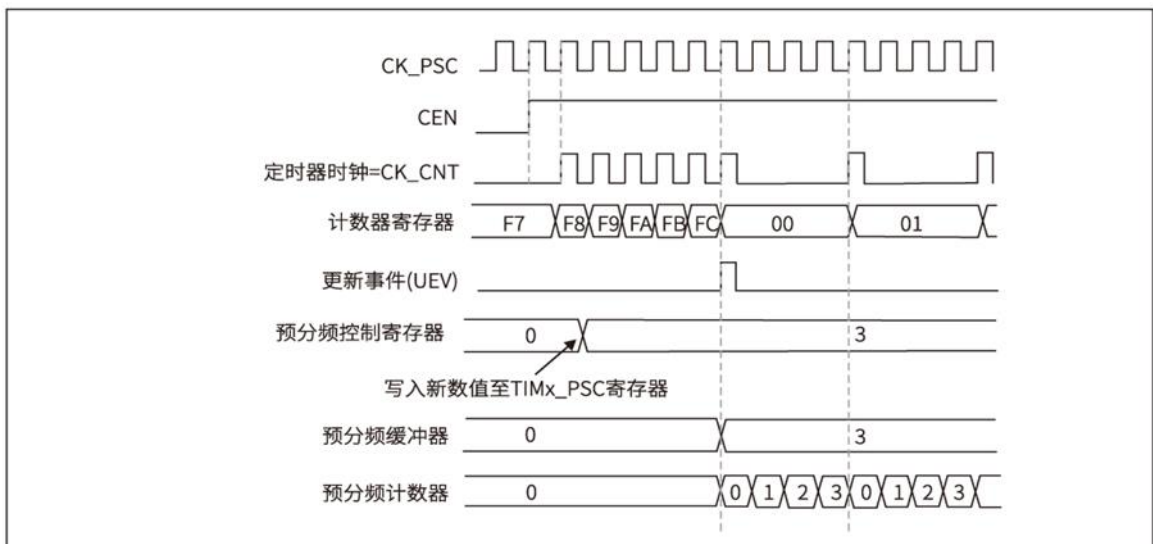 CK_PSC
CEN
定时器时钟=CK_CNT
计数器寄存器 F7 F8 F9 FA FB FC 00 01
更新事件(UEV)
预分频控制寄存器 0 3
写入新数值至TIMx_PSC寄存器
预分频缓冲器 0 3
预分频计数器 0 0 1 2 3 0 1 2 3